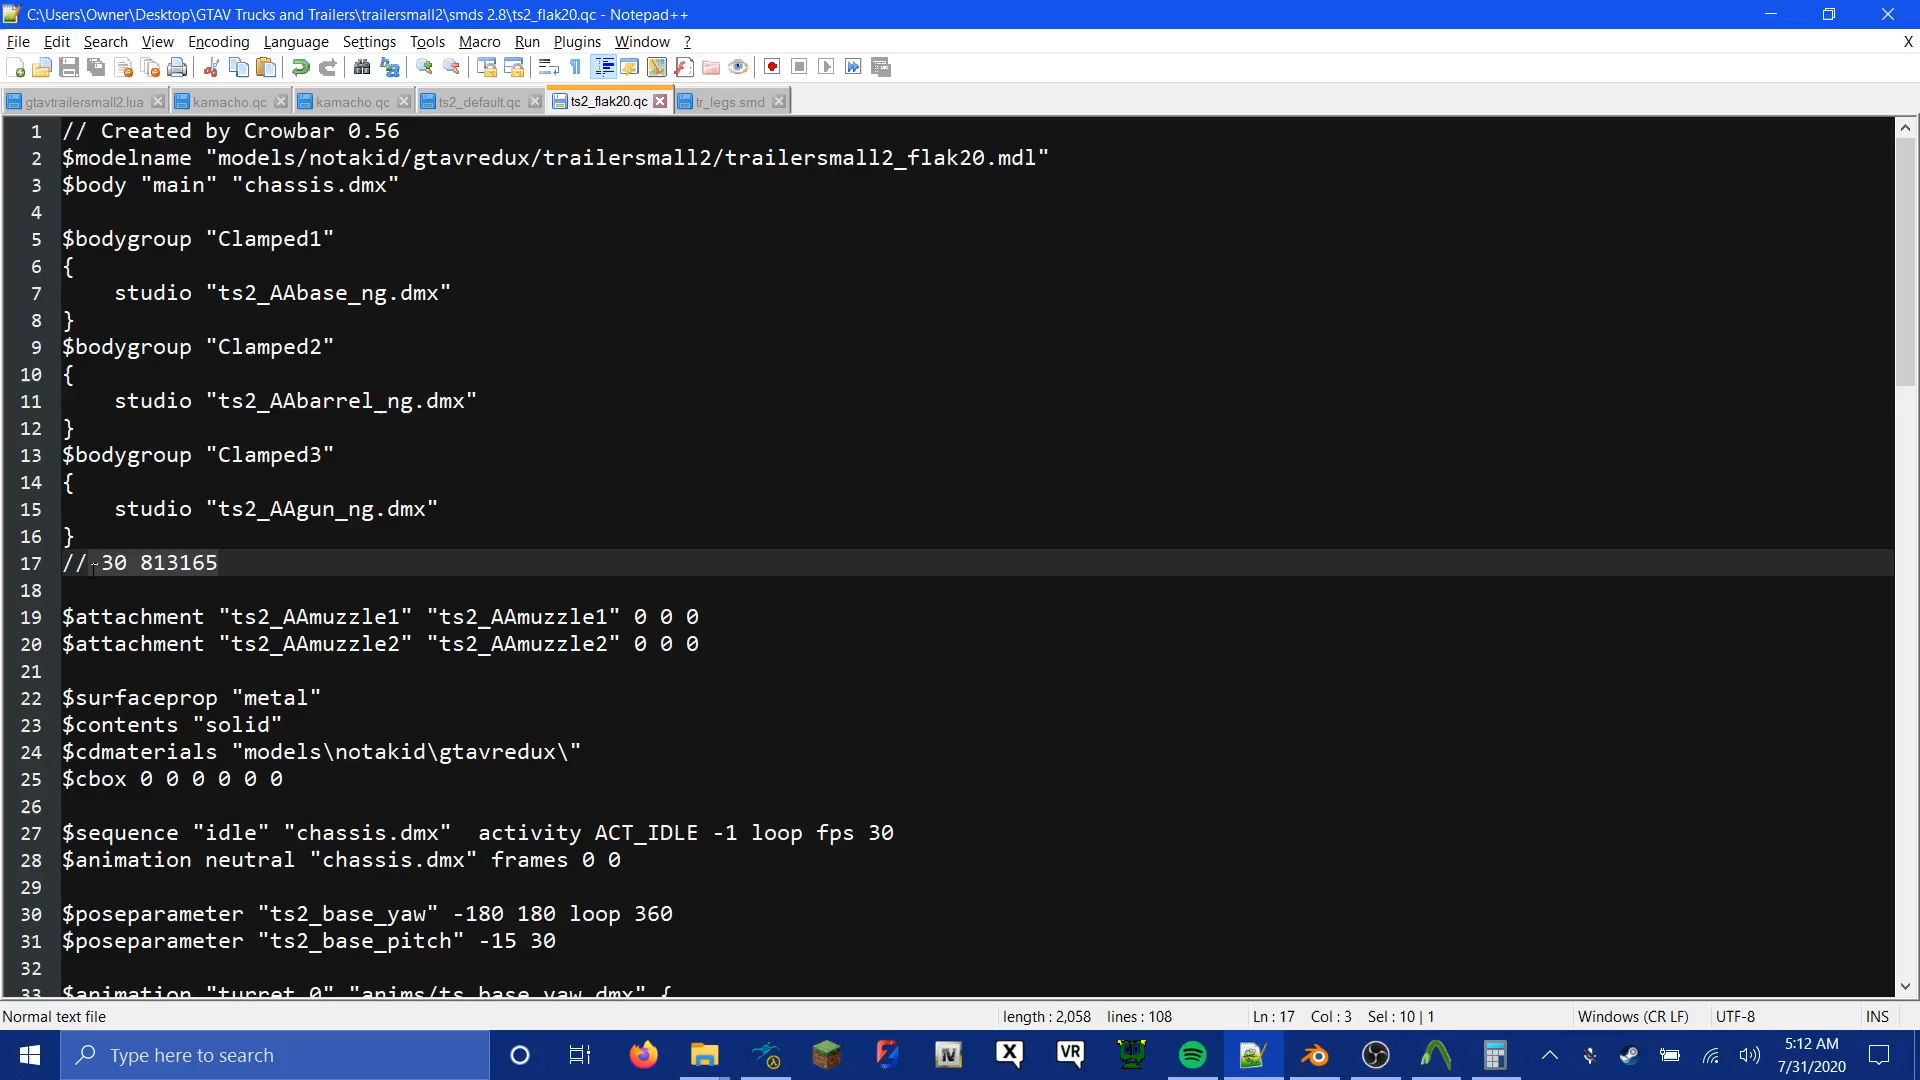 C:\Users\Owner\Desktop\GTAV Trucks and Trailers\trailersmall2\smds 2.8\ts2_flak20.qc - Notepad++
File Edit Search View Encoding Language Settings Tools Macro Run Plugins Window ? X
gtavtrailersmall2.lua kamacho.qc kamacho.qc ts2_default.qc ts2_flak20.qc tr_legs.smd
1 // Created by Crowbar 0.56
2 $modelname "models/notakid/gtavredux/trailersmall2/trailersmall2_flak20.mdl"
3 $body "main" "chassis.dmx"
4
5 $bodygroup "Clamped1"
6 {
7 studio "ts2_AAbase_ng.dmx"
8 }
9 $bodygroup "Clamped2"
10 {
11 studio "ts2_AAbarrel_ng.dmx"
12 }
13 $bodygroup "Clamped3"
14 {
15 studio "ts2_AAgun_ng.dmx"
16 }
17 //-30 813165
18
19 $attachment "ts2_AAmuzzle1" "ts2_AAmuzzle1" 0 0 0
20 $attachment "ts2_AAmuzzle2" "ts2_AAmuzzle2" 0 0 0
21
22 $surfaceprop "metal"
23 $contents "solid"
24 $cdmaterials "models\notakid\gtavredux\"
25 $cbox 0 0 0 0 0 0
26
27 $sequence "idle" "chassis.dmx" activity ACT_IDLE -1 loop fps 30
28 $animation neutral "chassis.dmx" frames 0 0
29
30 $poseparameter "ts2_base_yaw" -180 180 loop 360
31 $poseparameter "ts2_base_pitch" -15 30
32
33 $animation "turret_0" "anims/ts_base_yaw.dmx" {
Normal text file length : 2,058 lines : 108 Ln : 17 Col : 3 Sel : 10 | 1 Windows (CR LF) UTF-8 INS
Type here to search
IV X VR
5:12 AM
7/31/2020